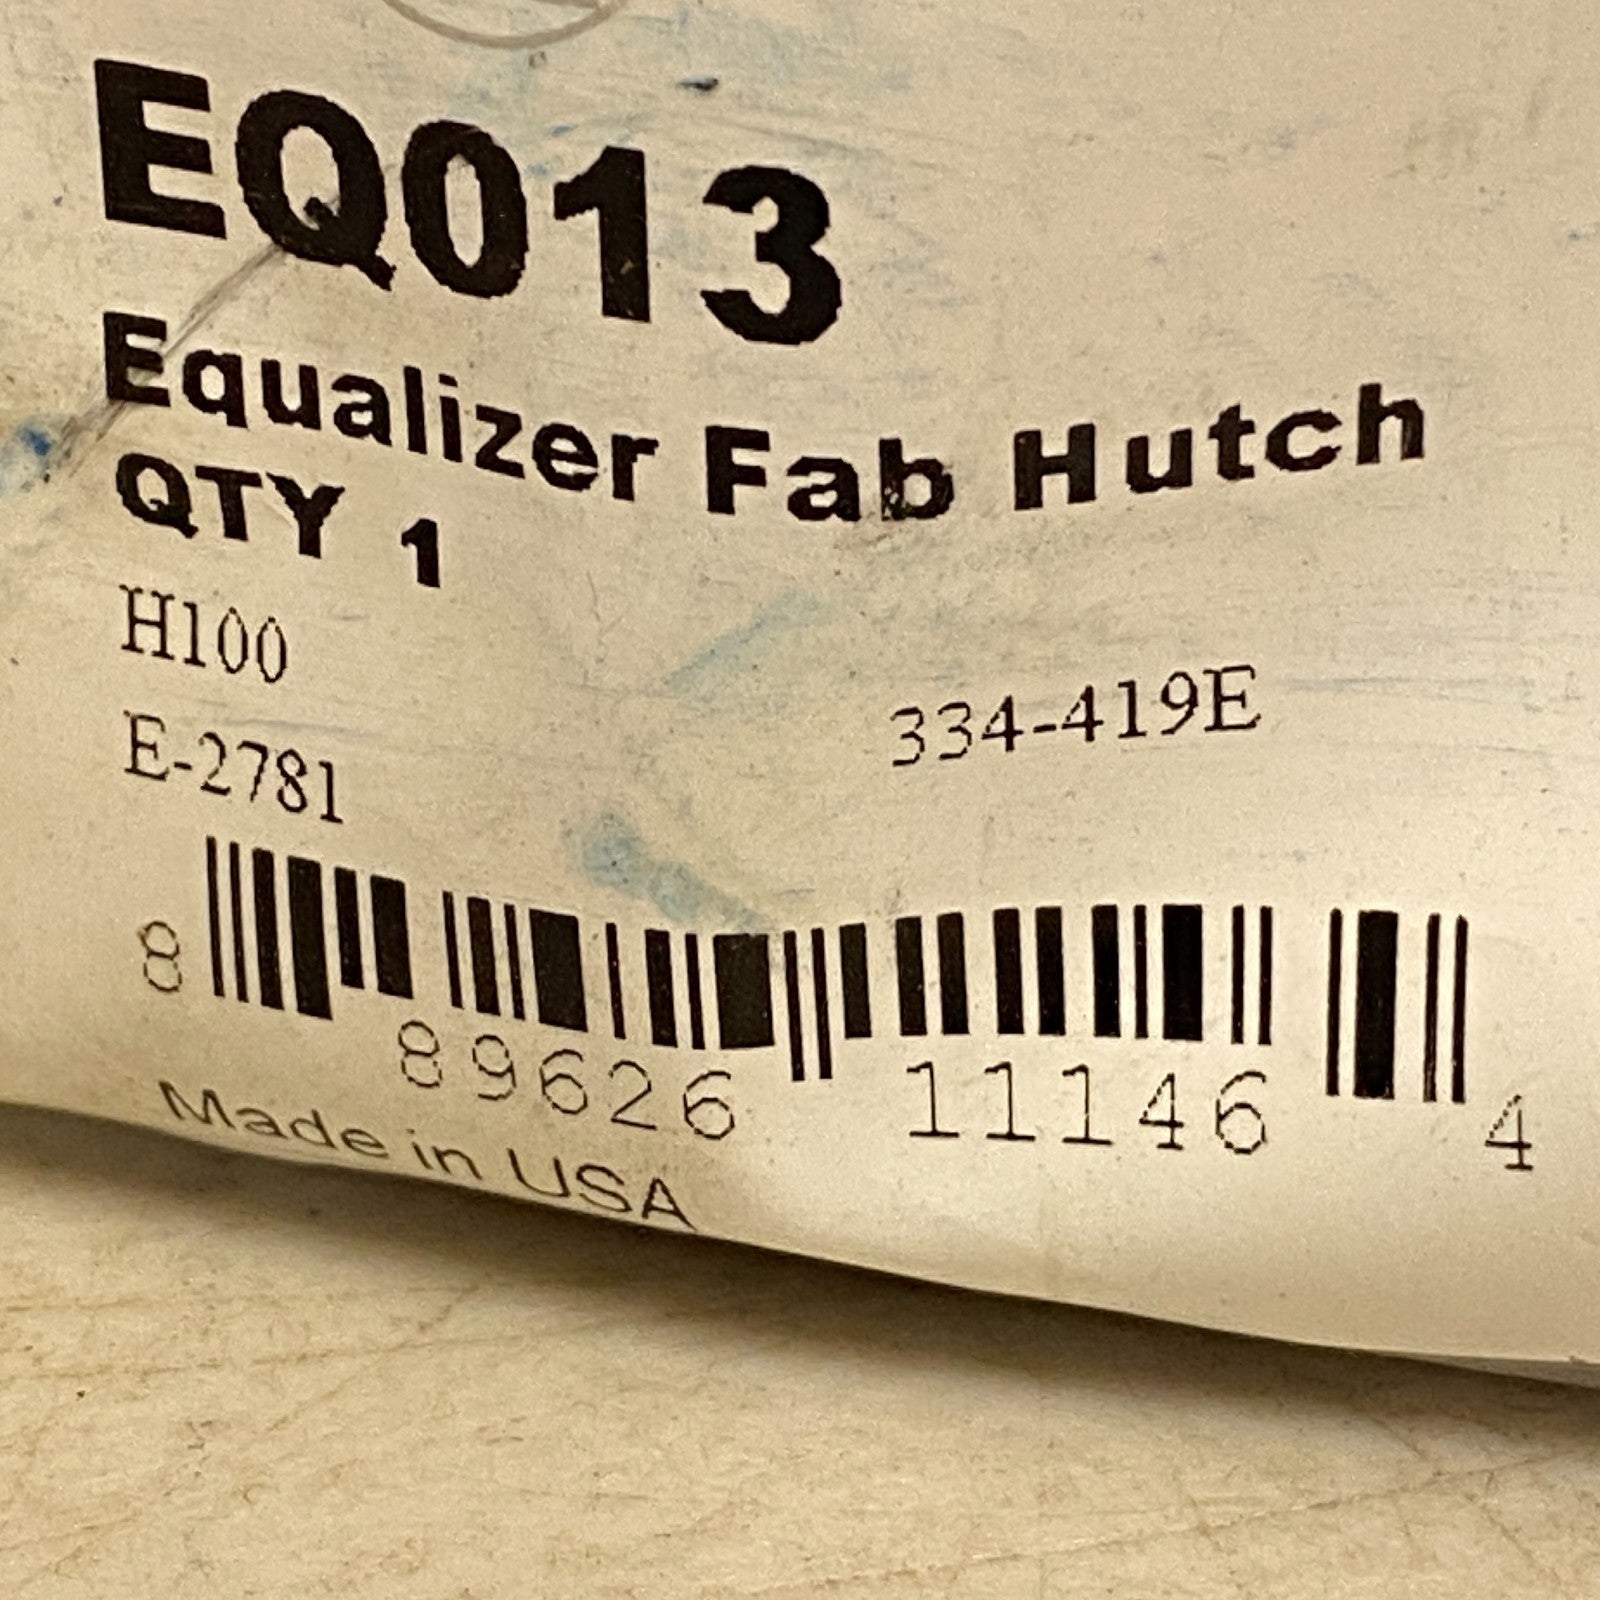 EQ013
Equalizer Fab Hutch
QTY 1
H100
E-2781 334-419E
8 89626 11146 4
Made in USA